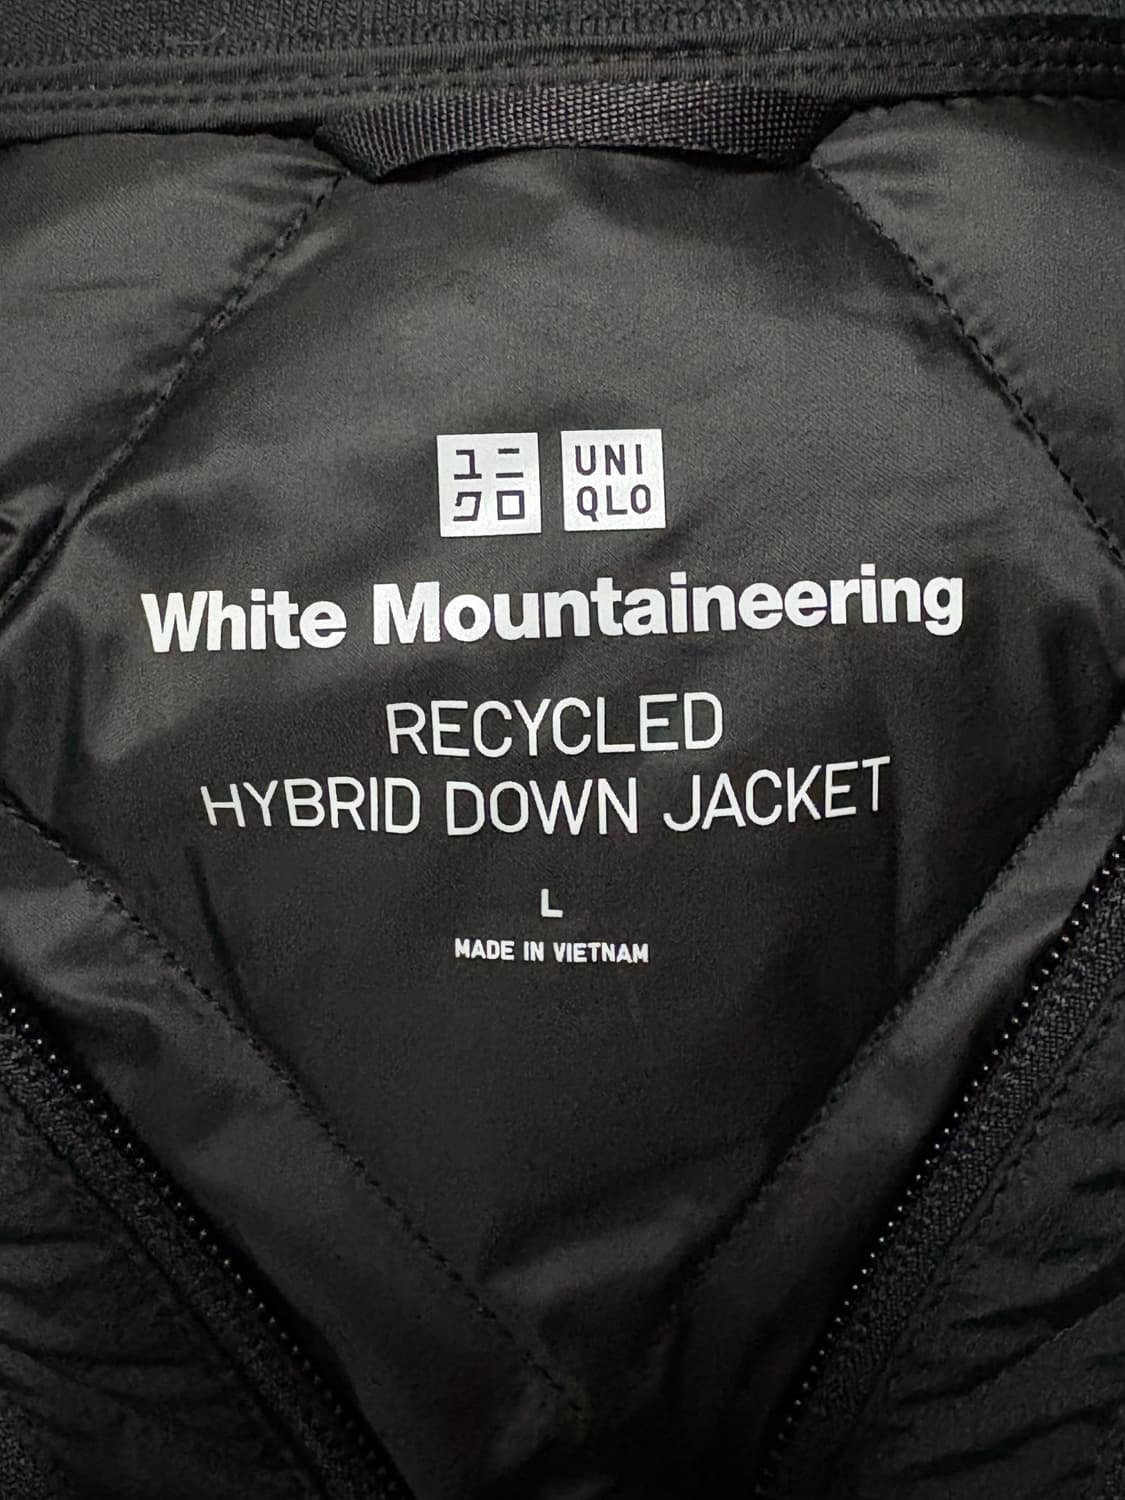 ユニ UNI
クロ QLO
White Mountaineering
RECYCLED
HYBRID DOWN JACKET
L
MADE IN VIETNAM